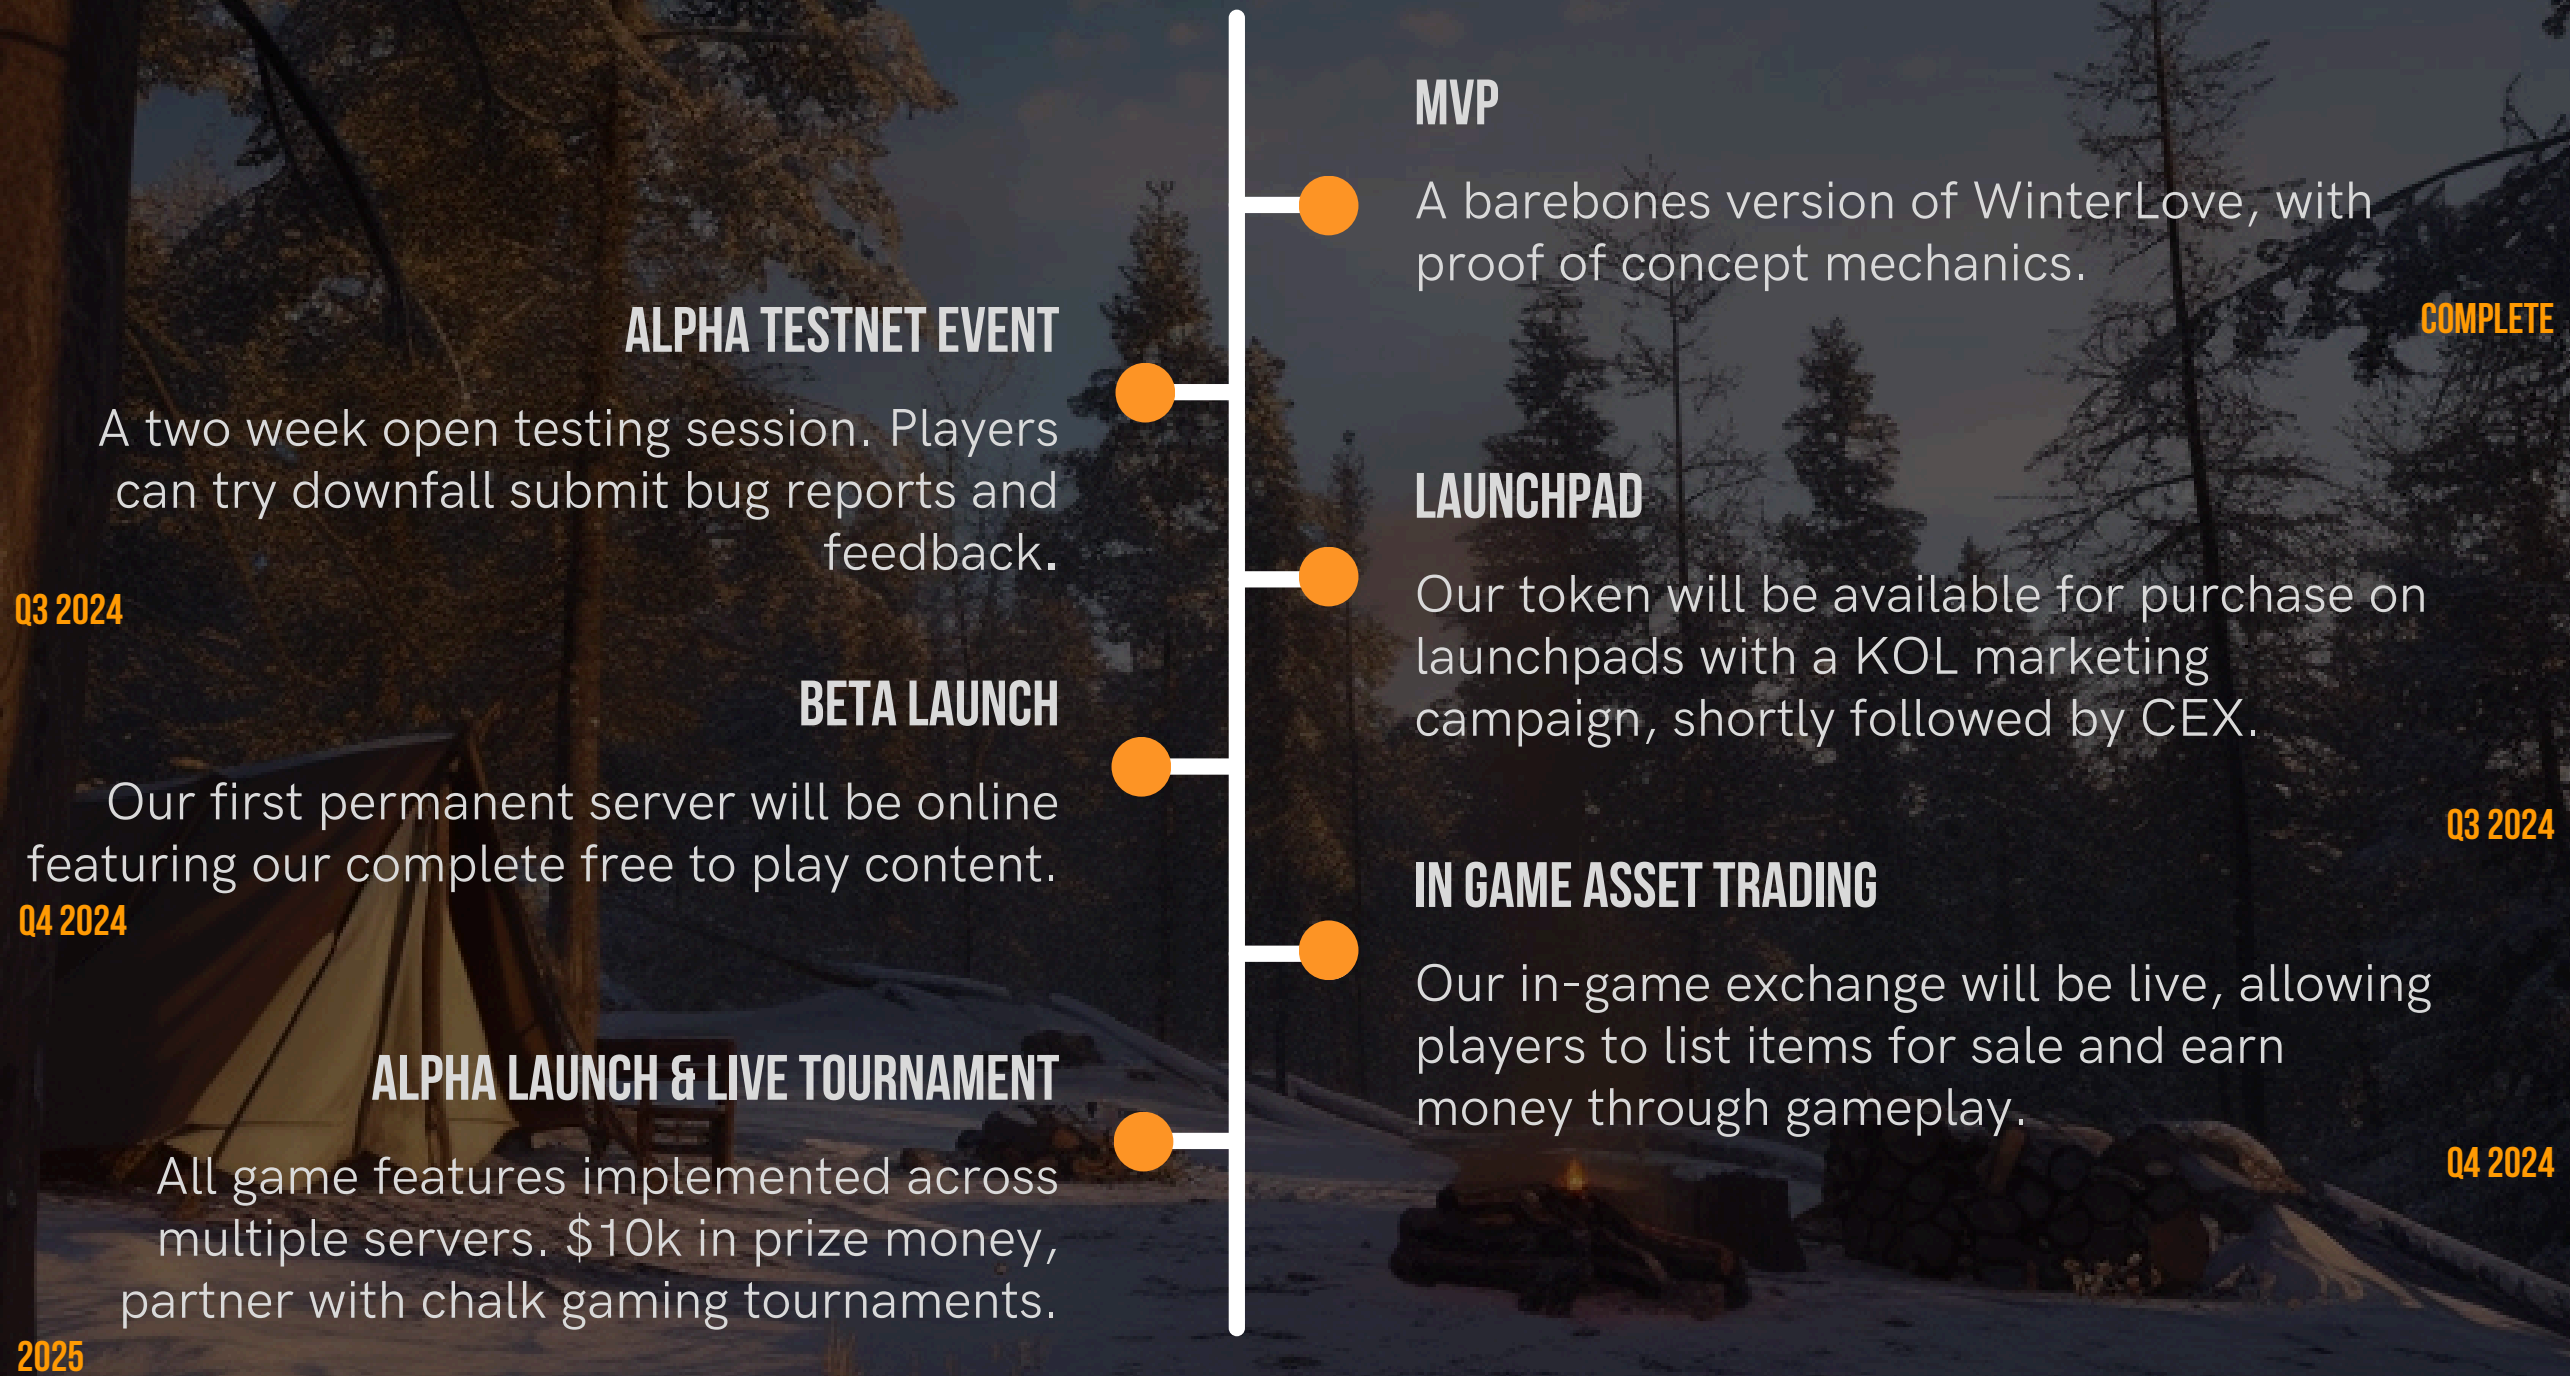 MVP
A barebones version of WinterLove, with
proof of concept mechanics.
COMPLETE
ALPHA TESTNET EVENT
A two week open testing session. Players
can try downfall submit bug reports and
feedback.
Q3 2024
LAUNCHPAD
Our token will be available for purchase on
launchpads with a KOL marketing
campaign, shortly followed by CEX.
Q3 2024
BETA LAUNCH
Our first permanent server will be online
featuring our complete free to play content.
Q4 2024
IN GAME ASSET TRADING
Our in-game exchange will be live, allowing
players to list items for sale and earn
money through gameplay.
Q4 2024
ALPHA LAUNCH & LIVE TOURNAMENT
All game features implemented across
multiple servers. $10k in prize money,
partner with chalk gaming tournaments.
2025